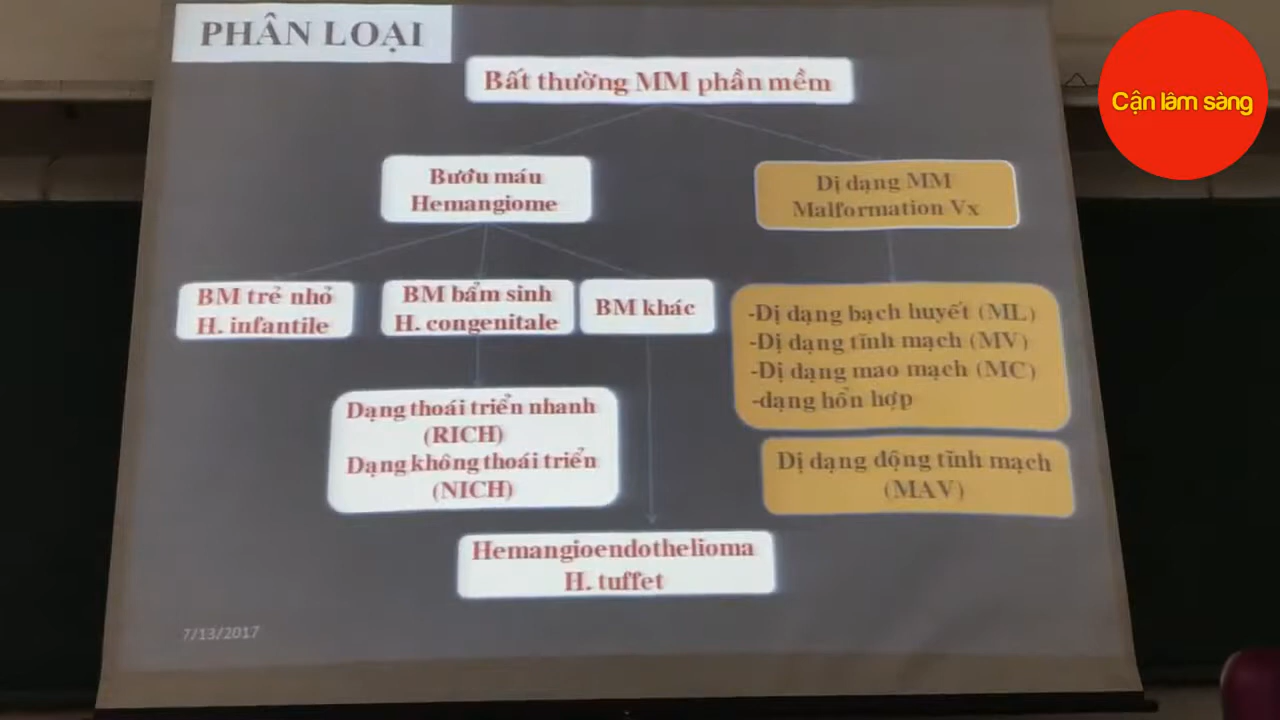 PHÂN LOẠI
Cận lâm sàng
Bất thường MM phần mềm
Bướu máu
Hemangiome
Dị dạng MM
Malformation Vx
BM trẻ nhỏ
H. infantile
BM bẩm sinh
H. congenitale
BM khác
-Dị dạng bạch huyết (ML)
-Dị dạng tĩnh mạch (MV)
-Dị dạng mao mạch (MC)
-dạng hổn hợp
Dạng thoái triển nhanh
(RICH)
Dạng không thoái triển
(NICH)
Dị dạng động tĩnh mạch
(MAV)
Hemangioendothelioma
H. tuffet
7/13/2017